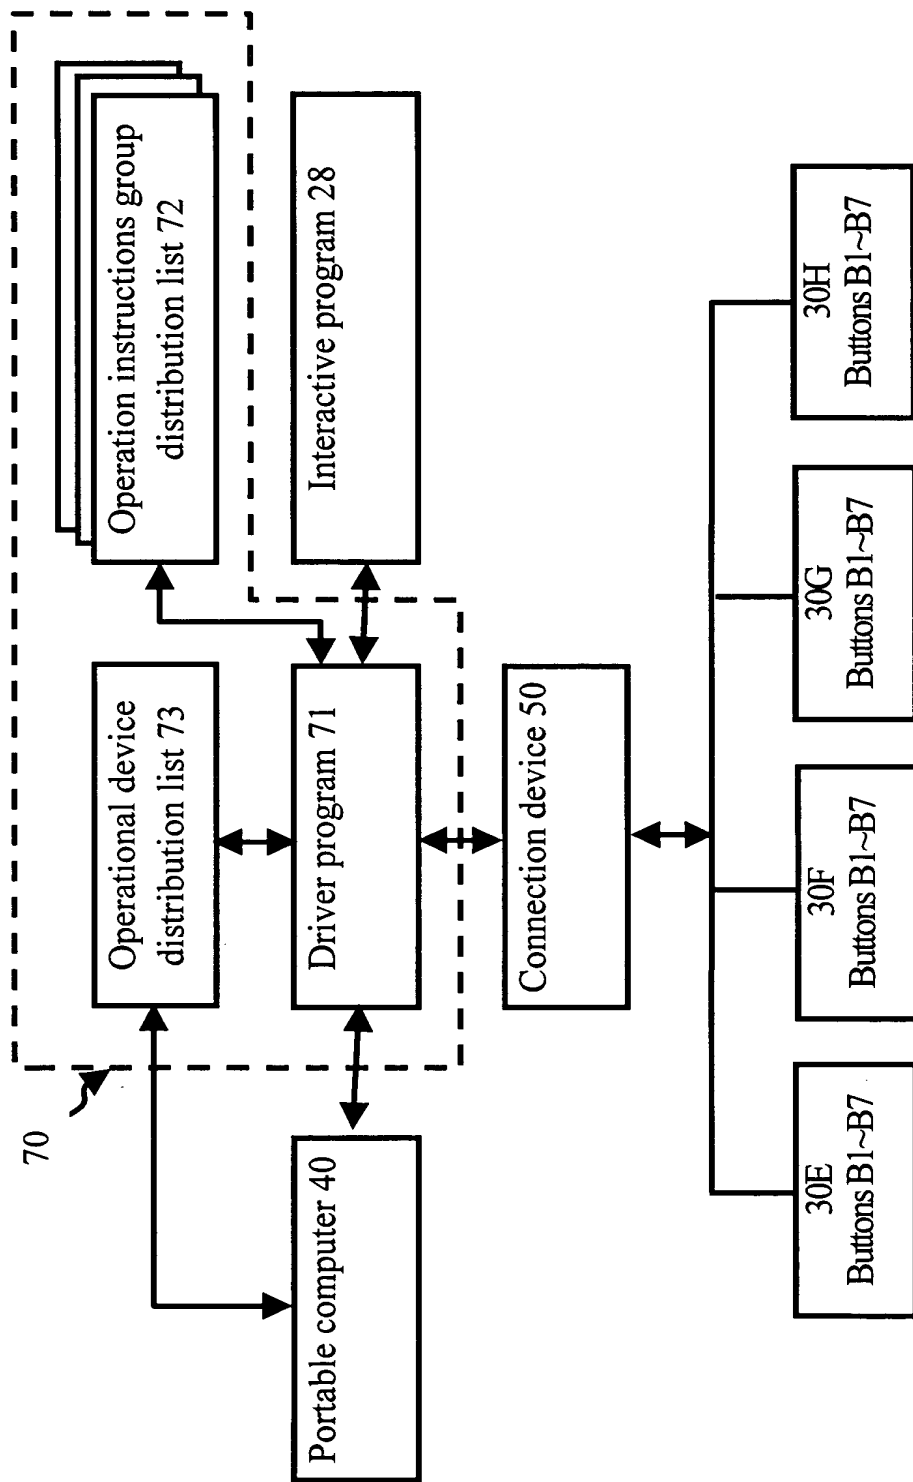 70
Operational device
distribution list 73
Operation instructions group
distribution list 72
Portable computer 40
Driver program 71
Interactive program 28
Connection device 50
30E
Buttons B1~B7
30F
Buttons B1~B7
30G
Buttons B1~B7
30H
Buttons B1~B7